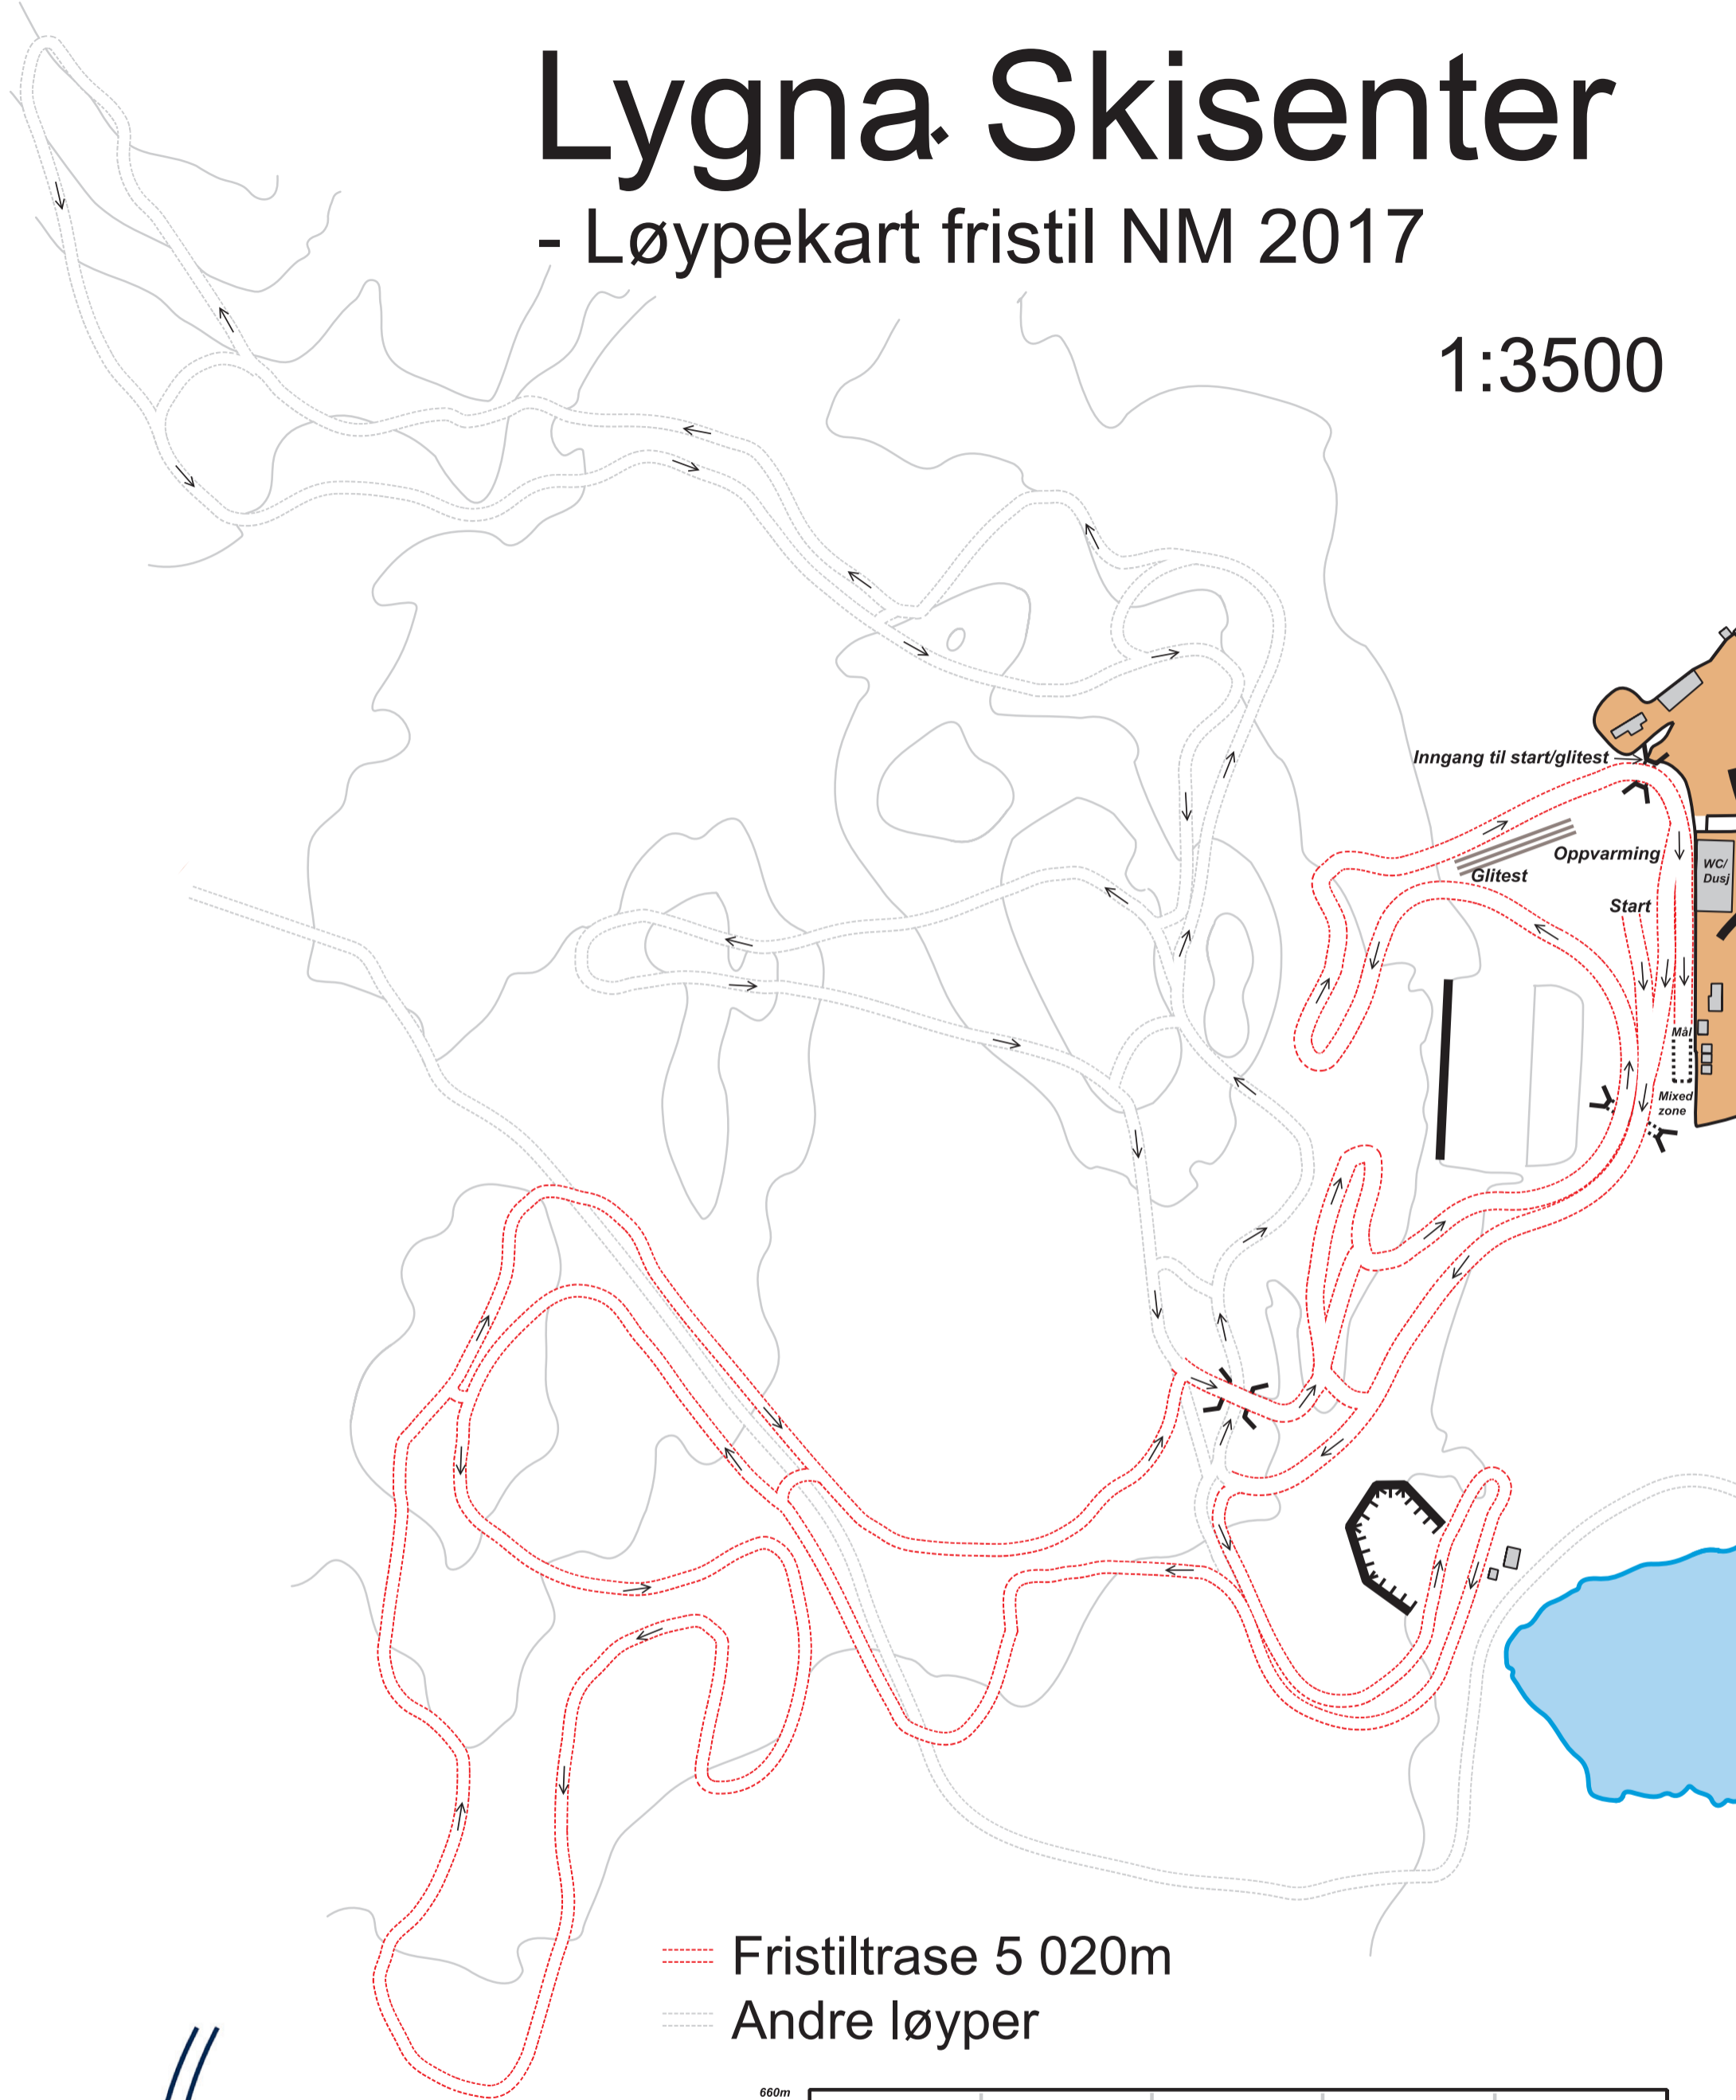 Lygna Skisenter
- Løypekart fristil NM 2017
1:3500
Inngang til start/glitest
Oppvarming
Glitest
WC/
Dusj
Start
Mål
Mixed
zone
Fristiltrase 5 020m
Andre løyper
660m